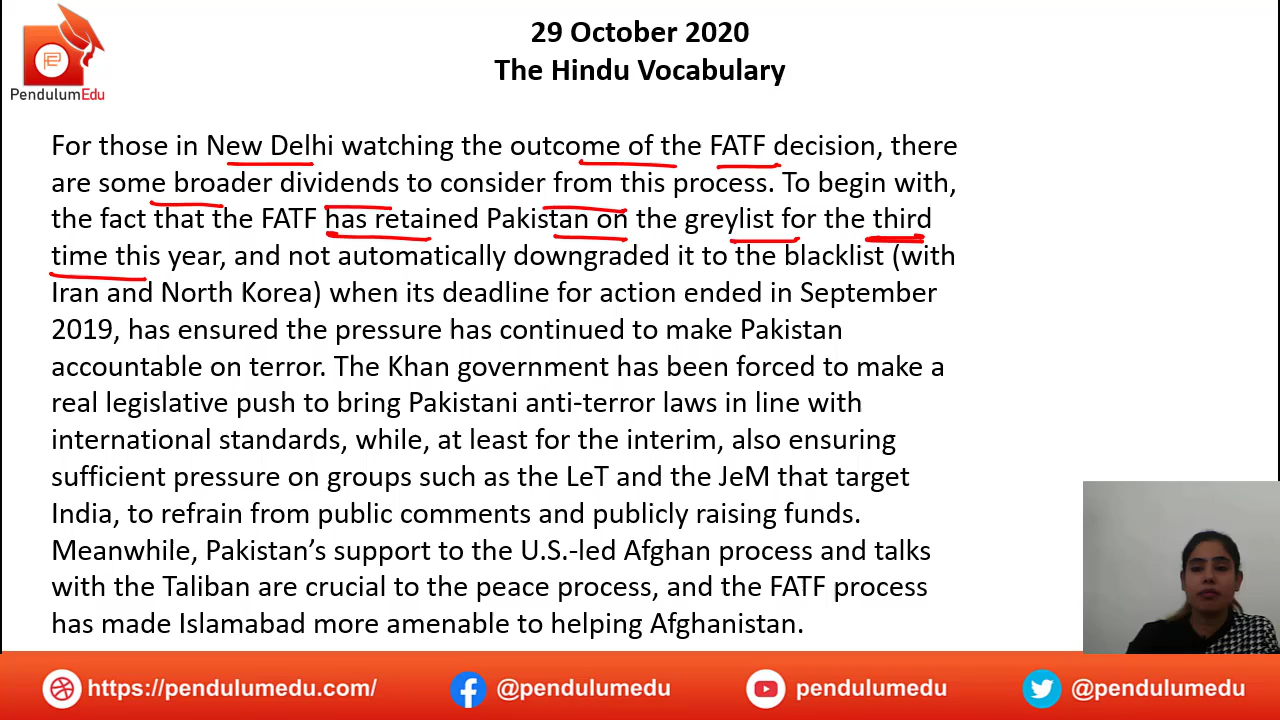 29 October 2020
The Hindu Vocabulary
PE
PendulumEdu
For those in New Delhi watching the outcome of the FATF decision, there
are some broader dividends to consider from this process. To begin with,
the fact that the FATF has retained Pakistan on the greylist for the third
time this year, and not automatically downgraded it to the blacklist (with
Iran and North Korea) when its deadline for action ended in September
2019, has ensured the pressure has continued to make Pakistan
accountable on terror. The Khan government has been forced to make a
real legislative push to bring Pakistani anti-terror laws in line with
international standards, while, at least for the interim, also ensuring
sufficient pressure on groups such as the LeT and the JeM that target
India, to refrain from public comments and publicly raising funds.
Meanwhile, Pakistan’s support to the U.S.-led Afghan process and talks
with the Taliban are crucial to the peace process, and the FATF process
has made Islamabad more amenable to helping Afghanistan.
https://pendulumedu.com/ @pendulumedu pendulumedu @pendulumedu